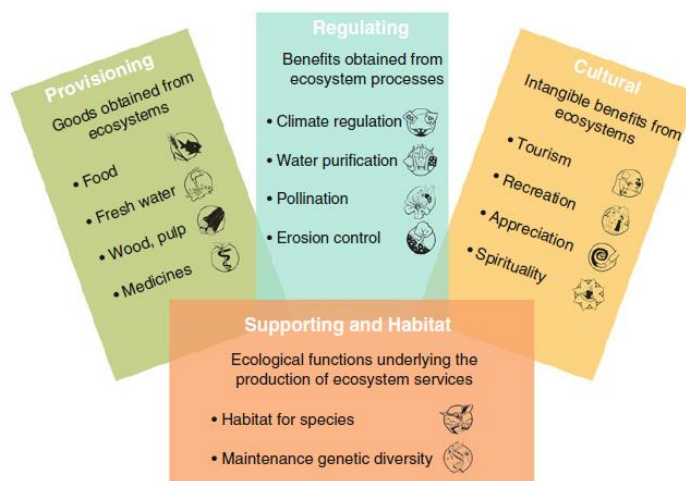 Provisioning
Goods obtained from
ecosystems
• Food
• Fresh water
• Wood, pulp
• Medicines
Regulating
Benefits obtained from
ecosystem processes
• Climate regulation
• Water purification
• Pollination
• Erosion control
Cultural
Intangible benefits from
ecosystems
• Tourism
• Recreation
• Appreciation
• Spirituality
Supporting and Habitat
Ecological functions underlying the
production of ecosystem services
• Habitat for species
• Maintenance genetic diversity